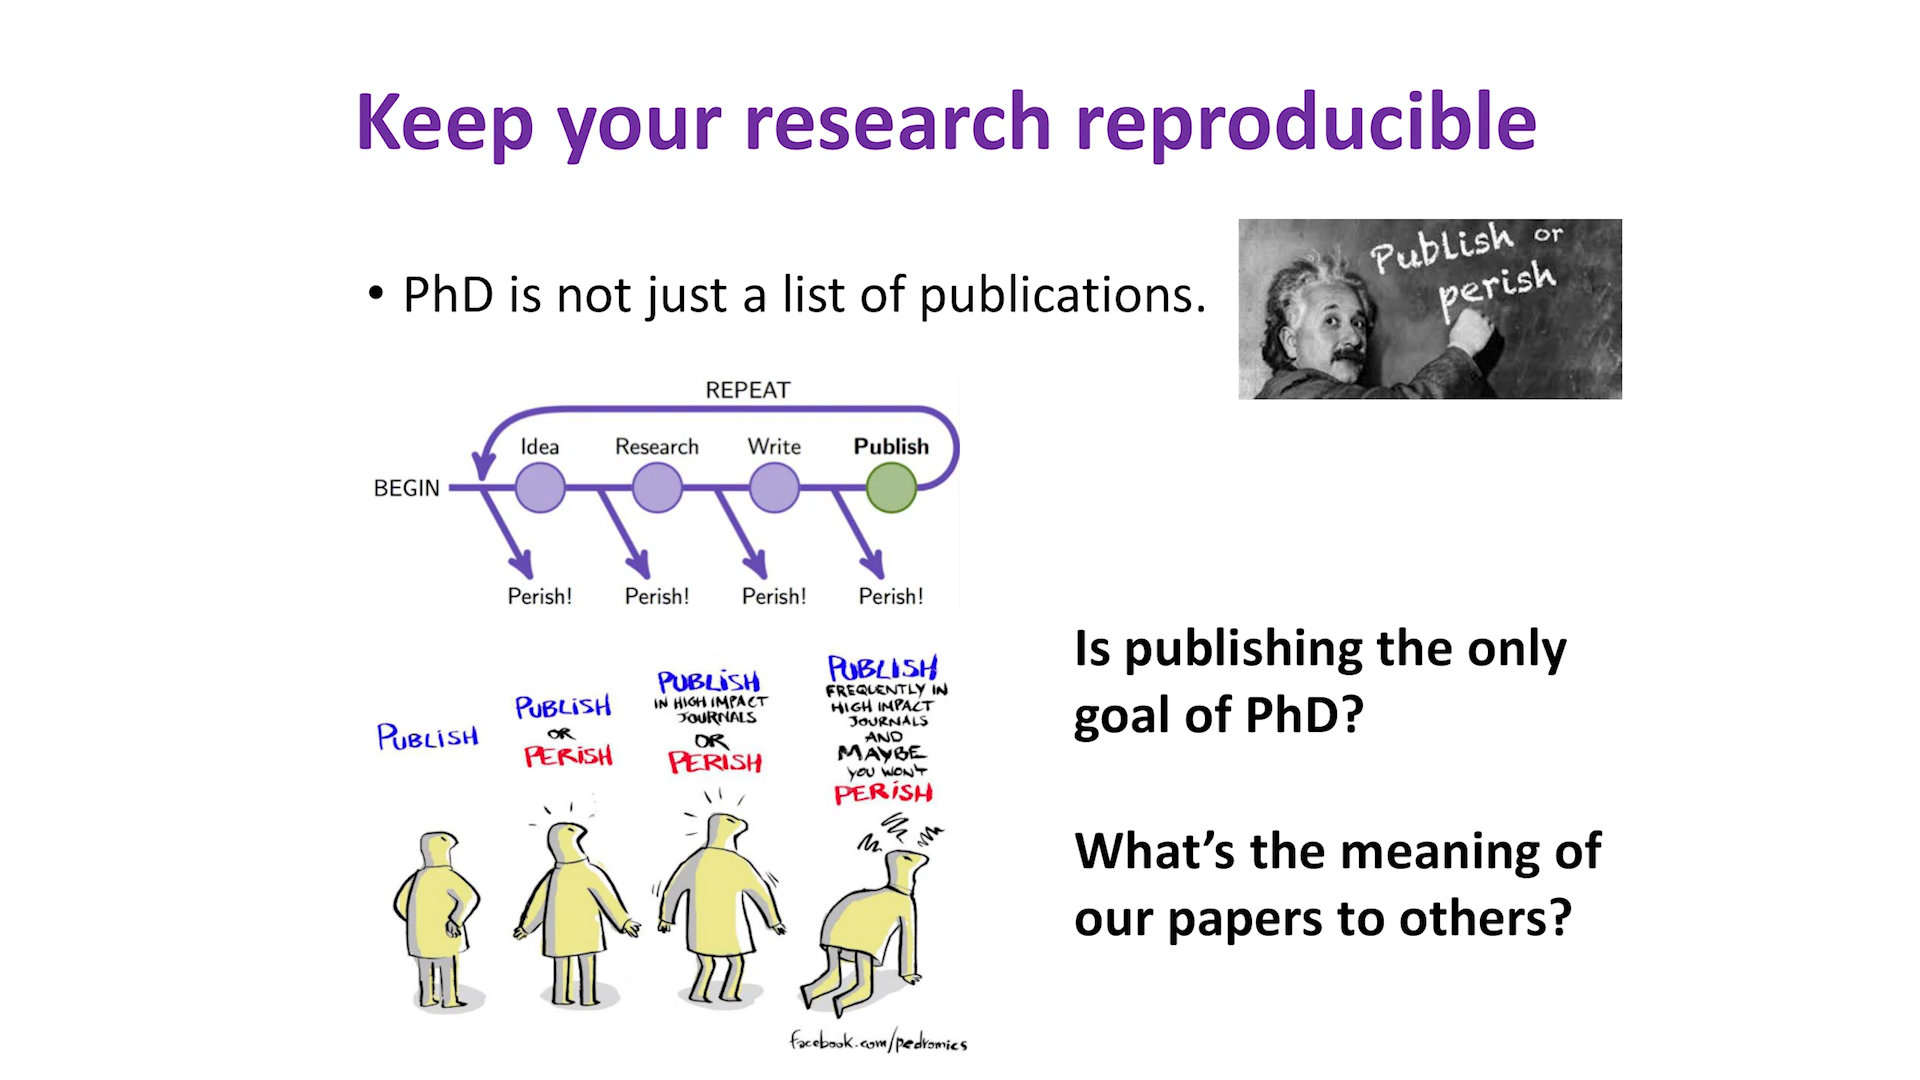 Keep your research reproducible
• PhD is not just a list of publications.
Publish or
perish
REPEAT
Idea Research Write Publish
BEGIN
Perish! Perish! Perish! Perish!
PUBLISH
PUBLISH
OR
PERISH
PUBLISH
IN HIGH IMPACT
JOURNALS
OR
PERISH
PUBLISH
FREQUENTLY IN
HIGH IMPACT
JOURNALS
AND
MAYBE
YOU WON'T
PERISH
facebook.com/pedromics
Is publishing the only
goal of PhD?
What's the meaning of
our papers to others?